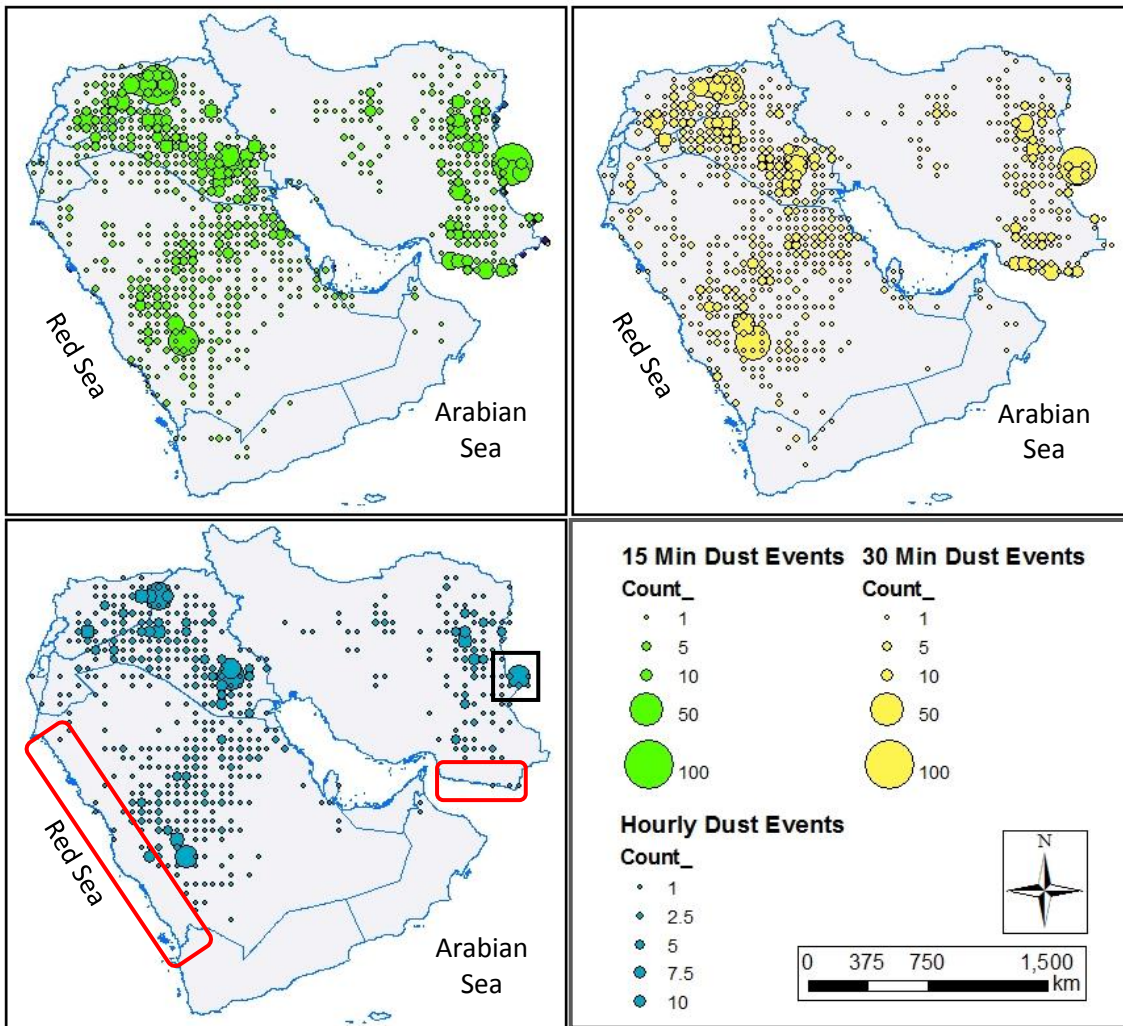 Red Sea
Arabian
Sea
Red Sea
Arabian
Sea
Red Sea
Arabian
Sea
15 Min Dust Events
Count_
1
5
10
50
100
30 Min Dust Events
Count_
1
5
10
50
100
Hourly Dust Events
Count_
1
2.5
5
7.5
10
N
0 375 750 1,500
km